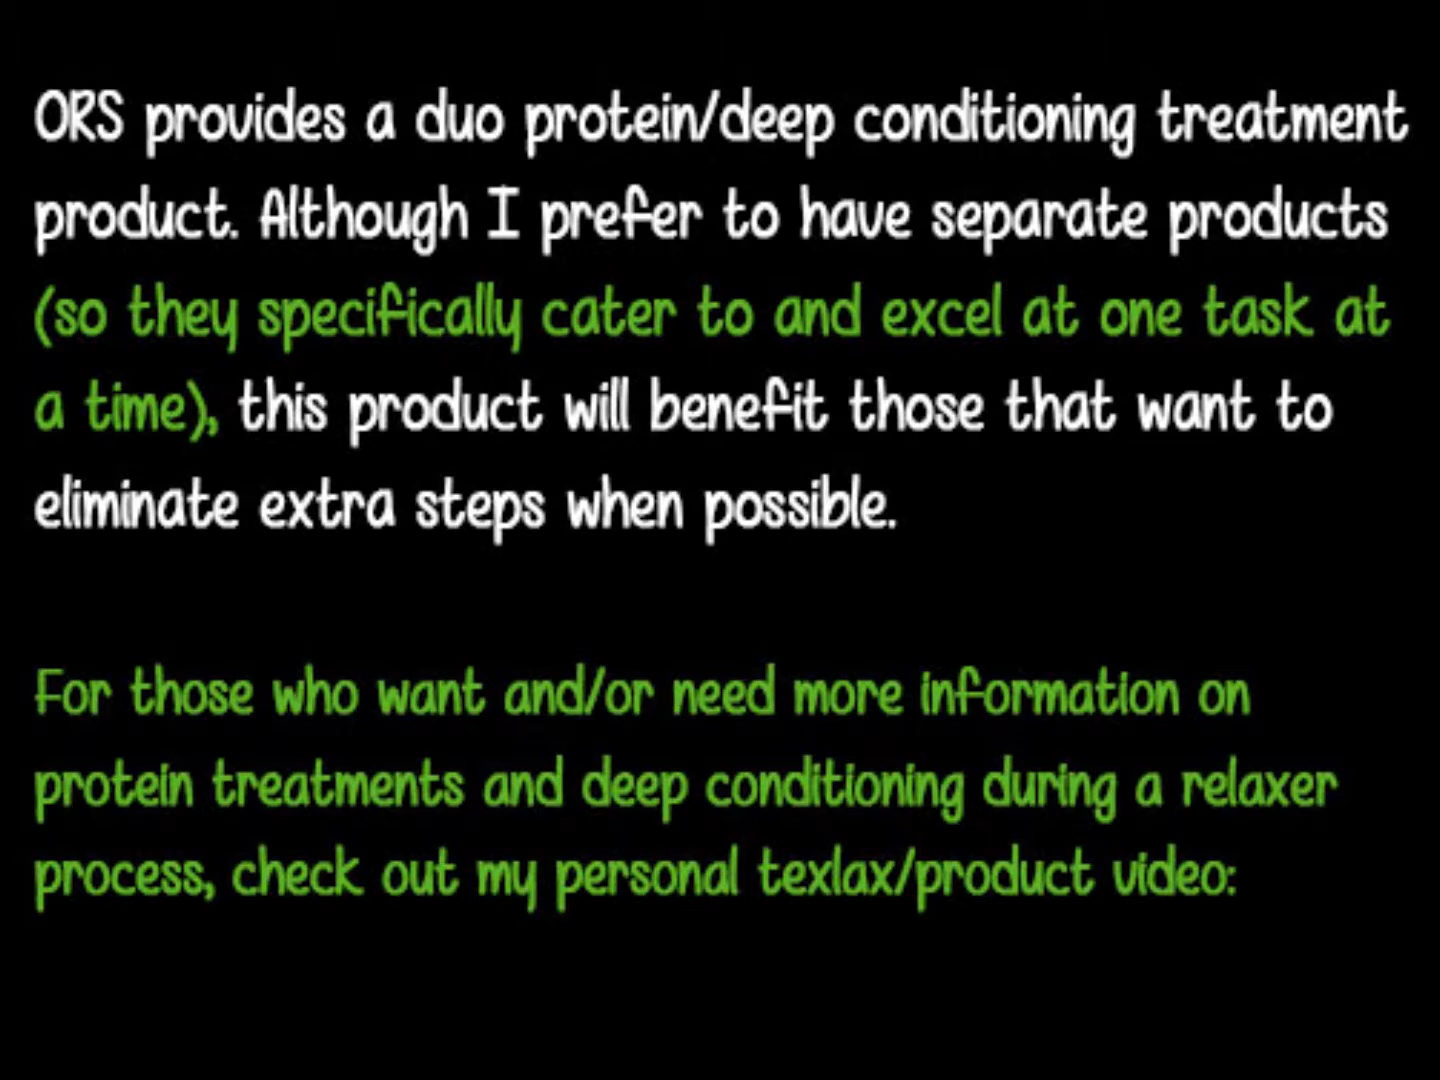 ORS provides a duo protein/deep conditioning treatment
product. Although I prefer to have separate products
(so they specifically cater to and excel at one task at
a time), this product will benefit those that want to
eliminate extra steps when possible.
For those who want and/or need more information on
protein treatments and deep conditioning during a relaxer
process, check out my personal texlax/product video: